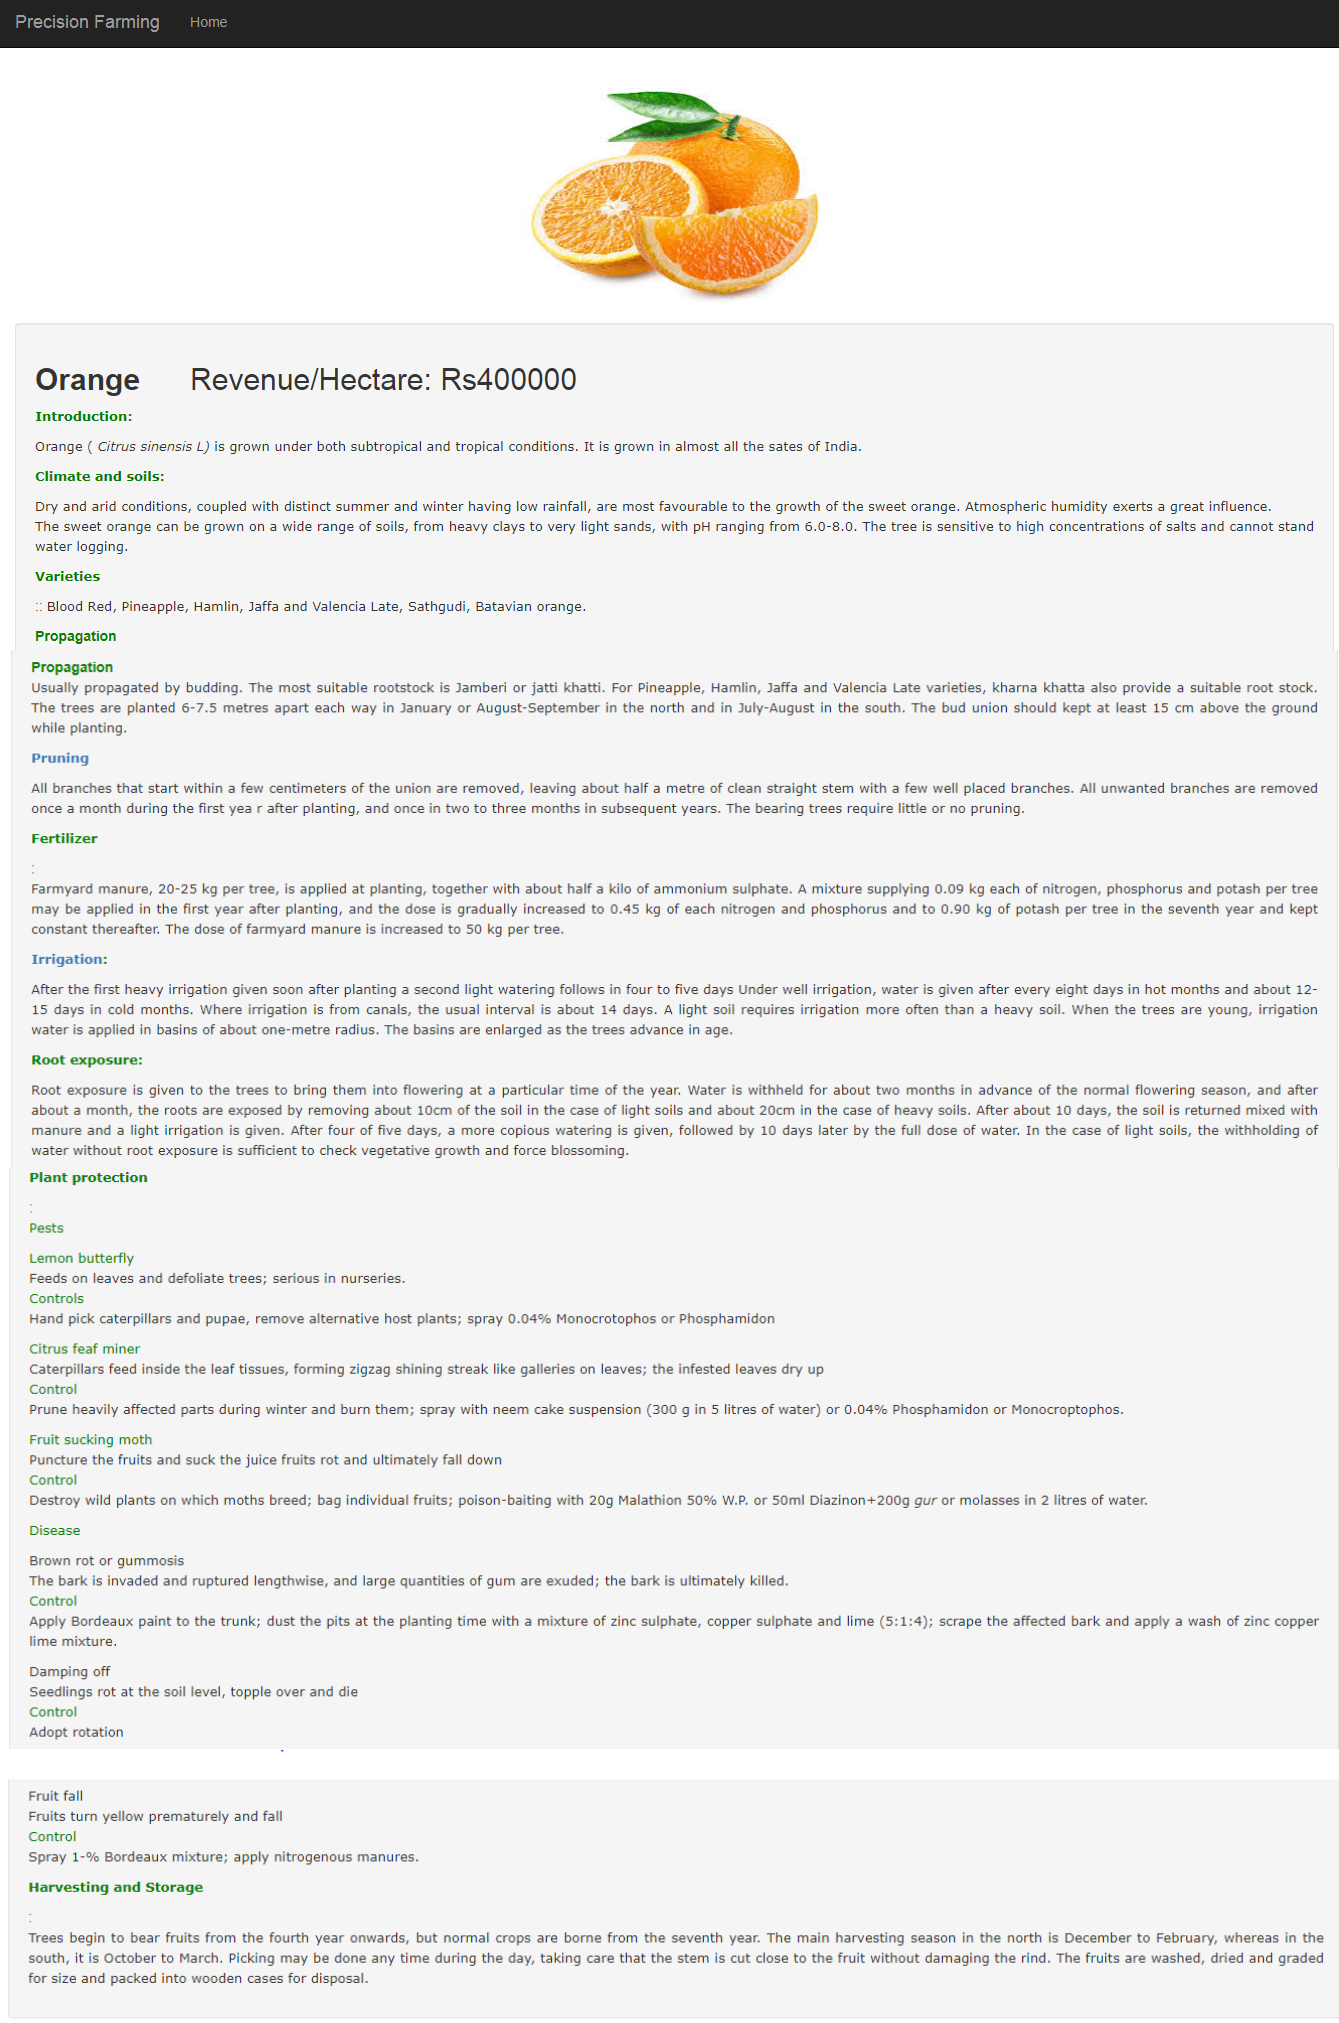 Precision Farming Home
Orange Revenue/Hectare: Rs400000
Introduction:
Orange ( Citrus sinensis L) is grown under both subtropical and tropical conditions. It is grown in almost all the sates of India.
Climate and soils:
Dry and arid conditions, coupled with distinct summer and winter having low rainfall, are most favourable to the growth of the sweet orange. Atmospheric humidity exerts a great influence.
The sweet orange can be grown on a wide range of soils, from heavy clays to very light sands, with pH ranging from 6.0-8.0. The tree is sensitive to high concentrations of salts and cannot stand
water logging.
Varieties
:: Blood Red, Pineapple, Hamlin, Jaffa and Valencia Late, Sathgudi, Batavian orange.
Propagation
Propagation
Usually propagated by budding. The most suitable rootstock is Jamberi or jatti khatti. For Pineapple, Hamlin, Jaffa and Valencia Late varieties, kharna khatta also provide a suitable root stock.
The trees are planted 6-7.5 metres apart each way in January or August-September in the north and in July-August in the south. The bud union should kept at least 15 cm above the ground
while planting.
Pruning
All branches that start within a few centimeters of the union are removed, leaving about half a metre of clean straight stem with a few well placed branches. All unwanted branches are removed
once a month during the first yea r after planting, and once in two to three months in subsequent years. The bearing trees require little or no pruning.
Fertilizer
:
Farmyard manure, 20-25 kg per tree, is applied at planting, together with about half a kilo of ammonium sulphate. A mixture supplying 0.09 kg each of nitrogen, phosphorus and potash per tree
may be applied in the first year after planting, and the dose is gradually increased to 0.45 kg of each nitrogen and phosphorus and to 0.90 kg of potash per tree in the seventh year and kept
constant thereafter. The dose of farmyard manure is increased to 50 kg per tree.
Irrigation:
After the first heavy irrigation given soon after planting a second light watering follows in four to five days Under well irrigation, water is given after every eight days in hot months and about 12-
15 days in cold months. Where irrigation is from canals, the usual interval is about 14 days. A light soil requires irrigation more often than a heavy soil. When the trees are young, irrigation
water is applied in basins of about one-metre radius. The basins are enlarged as the trees advance in age.
Root exposure:
Root exposure is given to the trees to bring them into flowering at a particular time of the year. Water is withheld for about two months in advance of the normal flowering season, and after
about a month, the roots are exposed by removing about 10cm of the soil in the case of light soils and about 20cm in the case of heavy soils. After about 10 days, the soil is returned mixed with
manure and a light irrigation is given. After four of five days, a more copious watering is given, followed by 10 days later by the full dose of water. In the case of light soils, the withholding of
water without root exposure is sufficient to check vegetative growth and force blossoming.
Plant protection
:
Pests
Lemon butterfly
Feeds on leaves and defoliate trees; serious in nurseries.
Controls
Hand pick caterpillars and pupae, remove alternative host plants; spray 0.04% Monocrotophos or Phosphamidon
Citrus feaf miner
Caterpillars feed inside the leaf tissues, forming zigzag shining streak like galleries on leaves; the infested leaves dry up
Control
Prune heavily affected parts during winter and burn them; spray with neem cake suspension (300 g in 5 litres of water) or 0.04% Phosphamidon or Monocroptophos.
Fruit sucking moth
Puncture the fruits and suck the juice fruits rot and ultimately fall down
Control
Destroy wild plants on which moths breed; bag individual fruits; poison-baiting with 20g Malathion 50% W.P. or 50ml Diazinon+200g gur or molasses in 2 litres of water.
Disease
Brown rot or gummosis
The bark is invaded and ruptured lengthwise, and large quantities of gum are exuded; the bark is ultimately killed.
Control
Apply Bordeaux paint to the trunk; dust the pits at the planting time with a mixture of zinc sulphate, copper sulphate and lime (5:1:4); scrape the affected bark and apply a wash of zinc copper
lime mixture.
Damping off
Seedlings rot at the soil level, topple over and die
Control
Adopt rotation
Fruit fall
Fruits turn yellow prematurely and fall
Control
Spray 1-% Bordeaux mixture; apply nitrogenous manures.
Harvesting and Storage
:
Trees begin to bear fruits from the fourth year onwards, but normal crops are borne from the seventh year. The main harvesting season in the north is December to February, whereas in the
south, it is October to March. Picking may be done any time during the day, taking care that the stem is cut close to the fruit without damaging the rind. The fruits are washed, dried and graded
for size and packed into wooden cases for disposal.